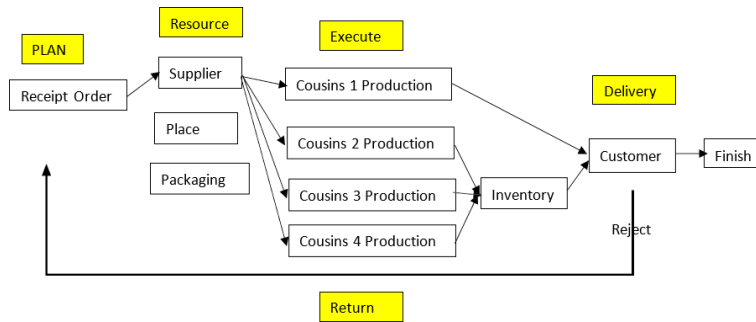 Resource
Execute
PLAN
Supplier
Cousins 1 Production
Receipt Order
Delivery
Place
Cousins 2 Production
Customer
Finish
Packaging
Cousins 3 Production
Inventory
Cousins 4 Production
Reject
Return